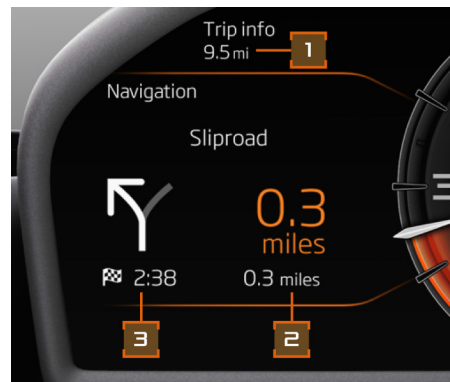 Trip info
9.5 mi
1
Navigation
Sliproad
0.3
miles
2:38
0.3 miles
3
2